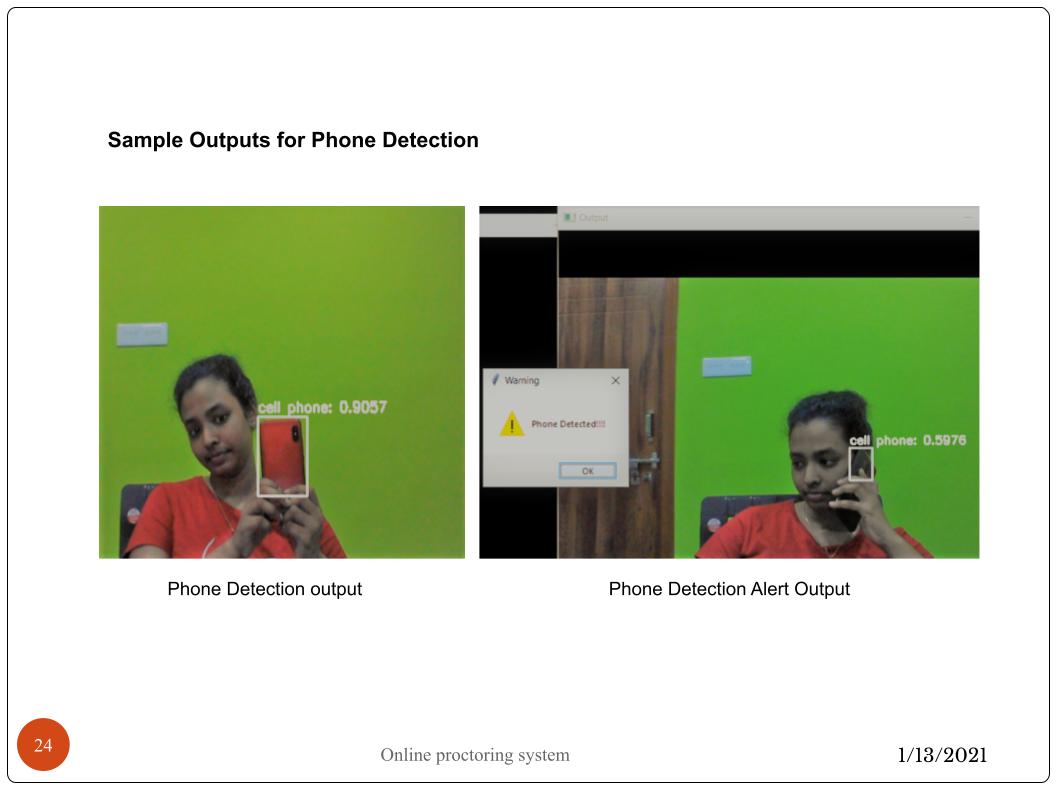 Sample Outputs for Phone Detection
cell phone: 0.9057
Output
Warning
Phone Detected!!!!
OK
cell phone: 0.5976
Phone Detection output
Phone Detection Alert Output
24
Online proctoring system
1/13/2021